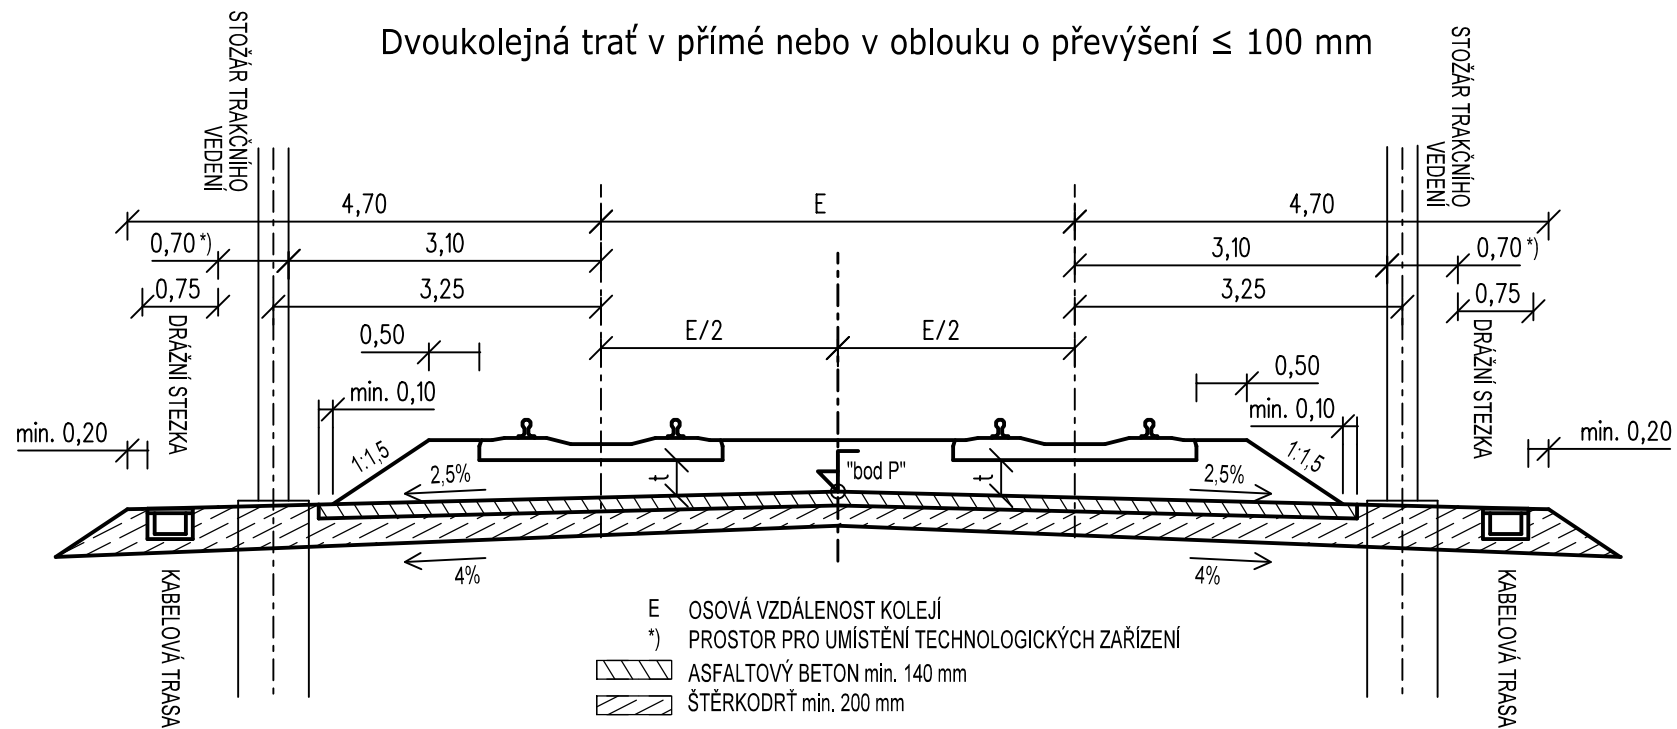 Dvoukolejná trať v přímé nebo v oblouku o převýšení ≤ 100 mm
STOŽÁR TRAKČNÍHO
VEDENÍ
STOŽÁR TRAKČNÍHO
VEDENÍ
4,70
E
4,70
0,70 *)
3,10
3,10
0,70 *)
0,75
3,25
3,25
0,75
DRÁŽNÍ STEZKA
0,50
E/2
E/2
DRÁŽNÍ STEZKA
0,50
min. 0,10
min. 0,10
min. 0,20
min. 0,20
1:1,5
1:1,5
2,5%
t
"bod P"
t
2,5%
4%
4%
KABELOVÁ TRASA
KABELOVÁ TRASA
E OSOVÁ VZDÁLENOST KOLEJÍ
*) PROSTOR PRO UMÍSTĚNÍ TECHNOLOGICKÝCH ZAŘÍZENÍ
ASFALTOVÝ BETON min. 140 mm
ŠTĚRKODRŤ min. 200 mm